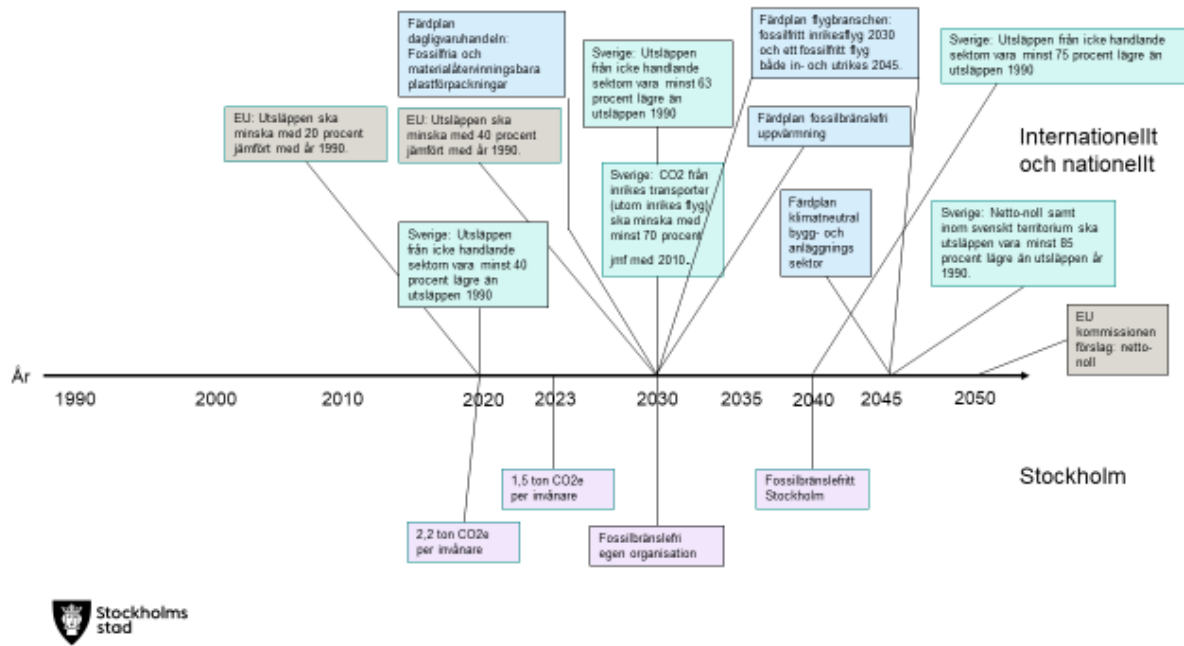 Färdplan
dagligvaruhandeln:
Fossilfria och
materialåtervinningsbara
plastförpackningar
Sverige: Utsläppen
från icke handlande
sektorn vara minst 63
procent lägre än
utsläppen 1990
Färdplan flygbranschen:
fossilfritt inrikesflyg 2030
och ett fossilfritt flyg
både in- och utrikes 2045.
Sverige: Utsläppen från icke handlande
sektorn vara minst 75 procent lägre än
utsläppen 1990
EU: Utsläppen ska
minska med 20 procent
jämfört med år 1990.
EU: Utsläppen ska
minska med 40 procent
jämfört med år 1990.
Färdplan fossilbränslefri
uppvärmning
Internationellt
och nationellt
Sverige: CO2 från
inrikes transporter
(utom inrikes flyg)
ska minska med
minst 70 procent
jmf med 2010.
Färdplan
klimatneutral
bygg- och
anläggnings
sektor
Sverige: Netto-noll samt
inom svenskt territorium ska
utsläppen vara minst 85
procent lägre än utsläppen år
1990.
Sverige: Utsläppen
från icke handlande
sektorn vara minst 40
procent lägre än
utsläppen 1990
EU
kommissionen
förslag: netto-
noll
År
1990 2000 2010 2020 2023 2030 2035 2040 2045 2050
1,5 ton CO2e
per invånare
Fossilbränslefritt
Stockholm
Stockholm
2,2 ton CO2e
per invånare
Fossilbränslefri
egen organisation
Stockholms
stad